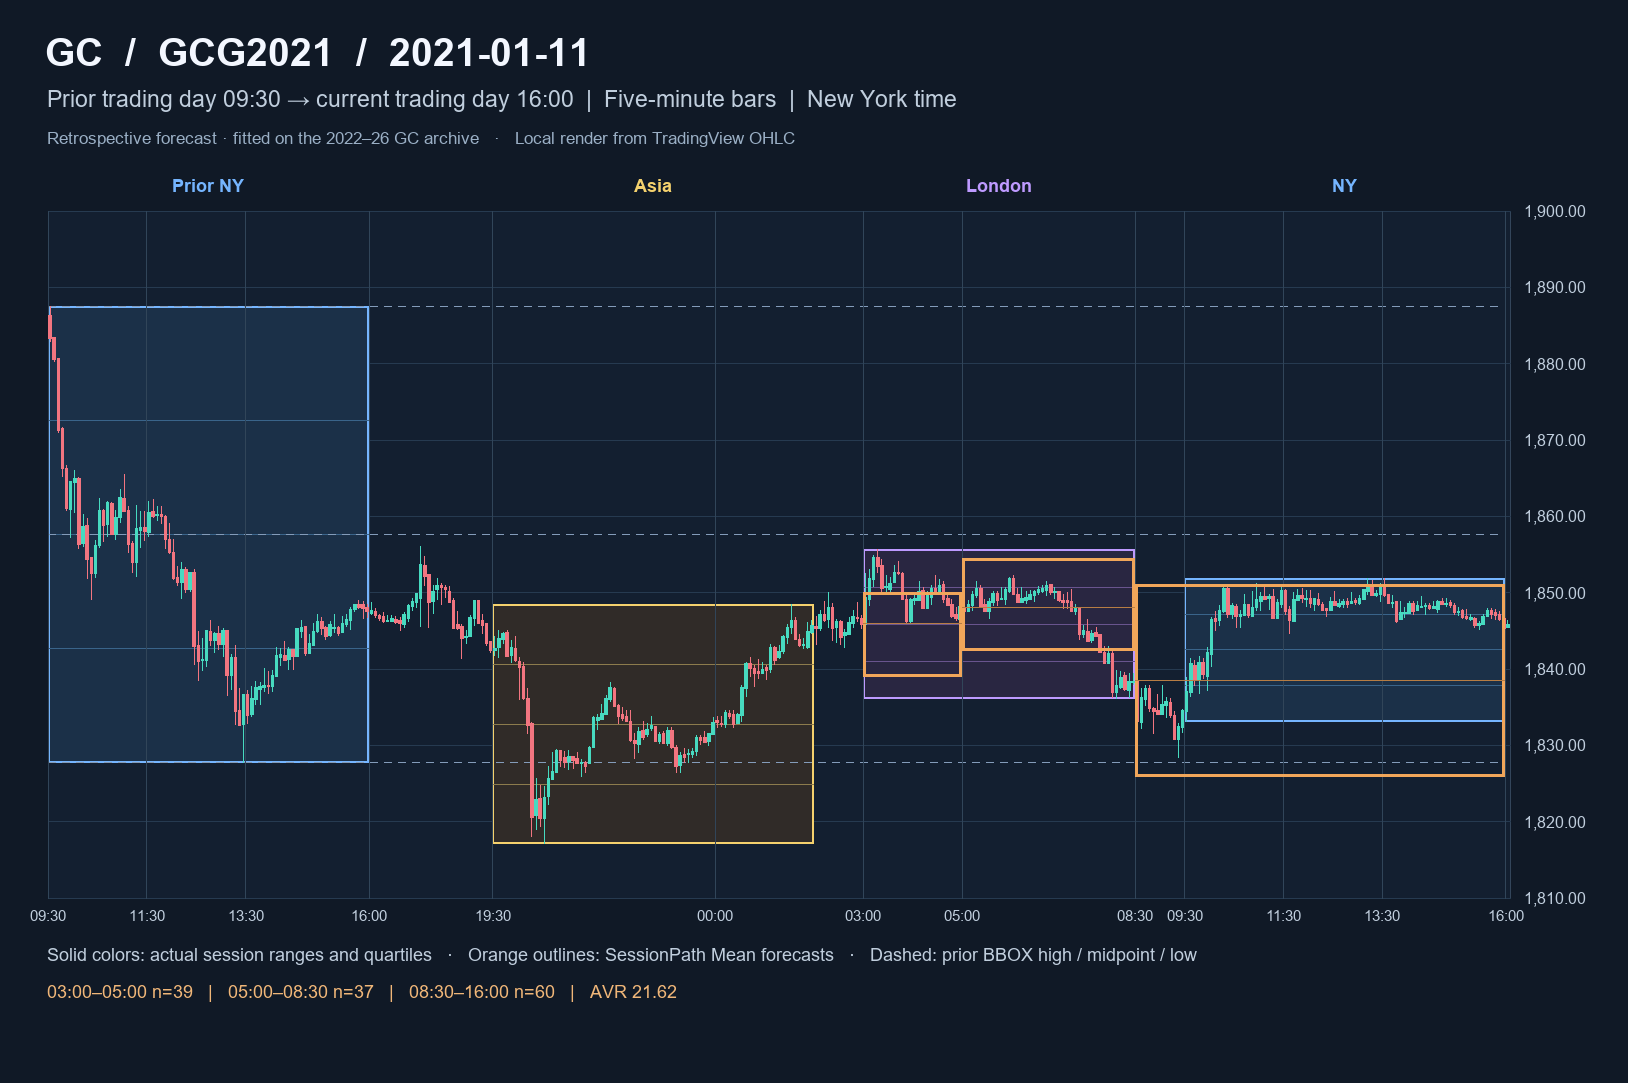 GC / GCG2021 / 2021-01-11
Prior trading day 09:30 → current trading day 16:00 | Five-minute bars | New York time
Retrospective forecast · fitted on the 2022–26 GC archive · Local render from TradingView OHLC
Prior NY Asia London NY
1,900.00
1,890.00
1,880.00
1,870.00
1,860.00
1,850.00
1,840.00
1,830.00
1,820.00
1,810.00
09:30 11:30 13:30 16:00 19:30 00:00 03:00 05:00 08:30 09:30 11:30 13:30 16:00
Solid colors: actual session ranges and quartiles · Orange outlines: SessionPath Mean forecasts · Dashed: prior BBOX high / midpoint / low
03:00–05:00 n=39 | 05:00–08:30 n=37 | 08:30–16:00 n=60 | AVR 21.62